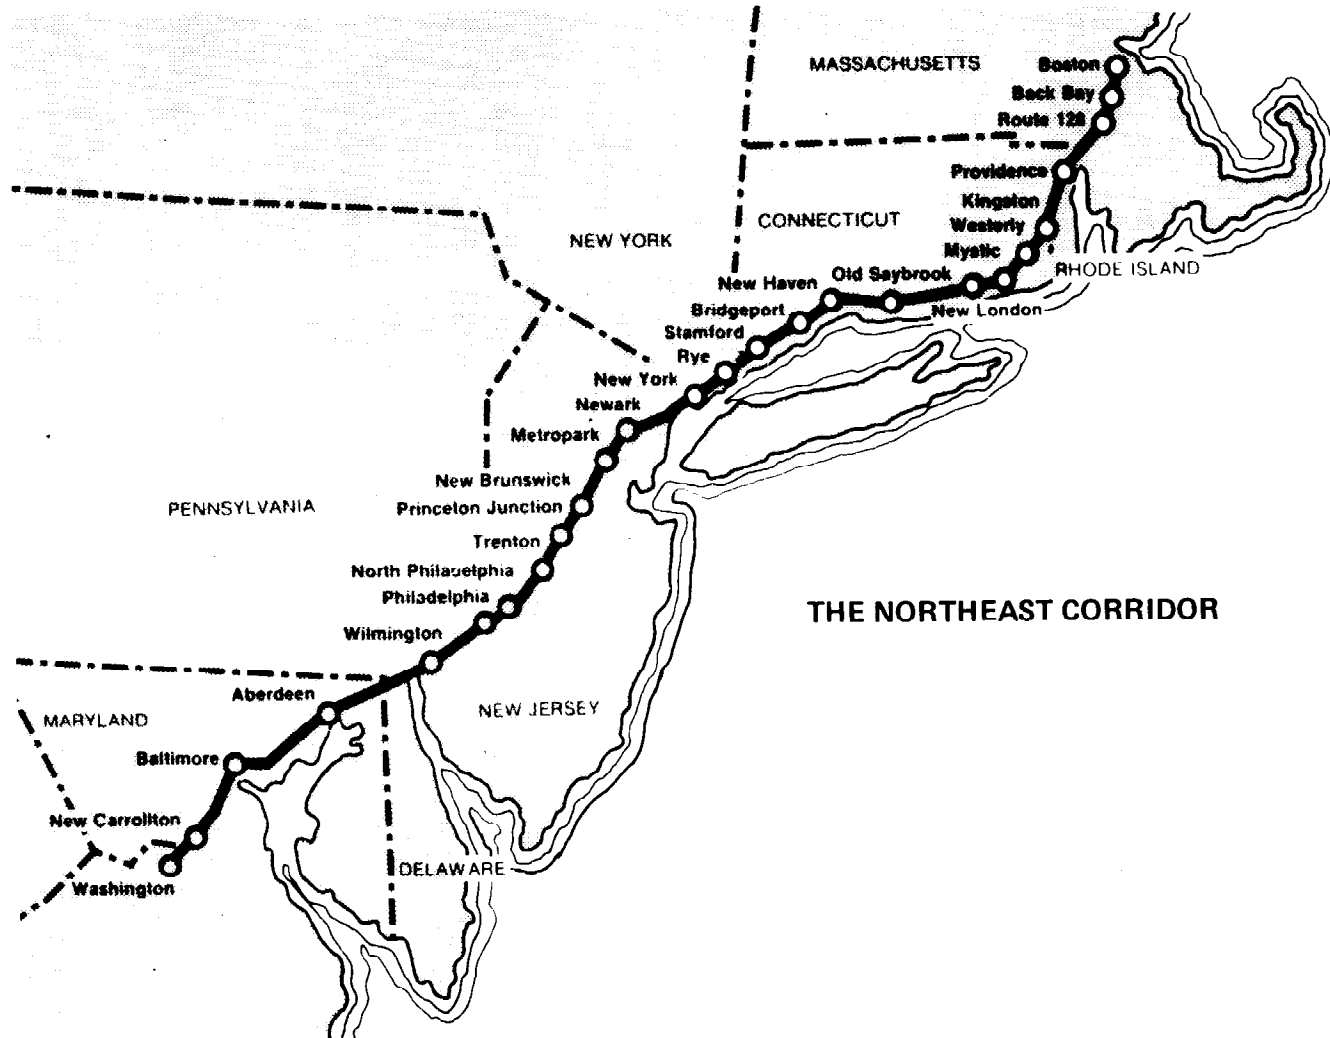 MASSACHUSETTS
Boston
Back Bay
Route 128
Providence
Kingston
CONNECTICUT
Westerly
NEW YORK
Mystic
RHODE ISLAND
Old Saybrook
New Haven
New London
Bridgeport
Stamford
Rye
New York
Newark
Metropark
New Brunswick
PENNSYLVANIA
Princeton Junction
Trenton
North Philadelphia
Philadelphia
THE NORTHEAST CORRIDOR
Wilmington
Aberdeen
NEW JERSEY
MARYLAND
Baltimore
New Carrollton
DELAWARE
Washington